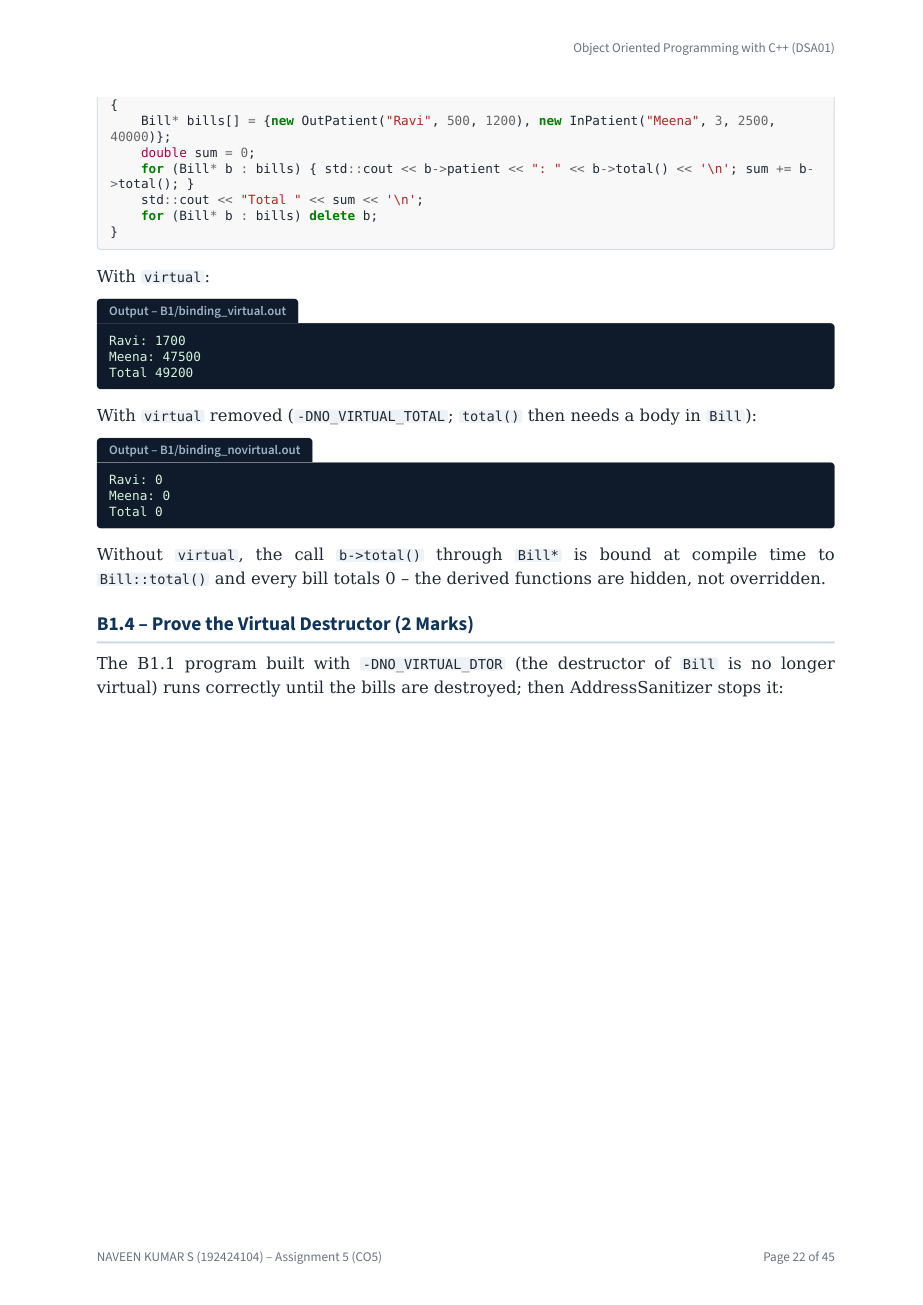 Object Oriented Programming with C++ (DSA01)
{
    Bill* bills[] = {new OutPatient("Ravi", 500, 1200), new InPatient("Meena", 3, 2500,
40000)};
    double sum = 0;
    for (Bill* b : bills) { std::cout << b->patient << ": " << b->total() << '\n'; sum += b-
>total(); }
    std::cout << "Total " << sum << '\n';
    for (Bill* b : bills) delete b;
}
With virtual:
Output – B1/binding_virtual.out
Ravi: 1700
Meena: 47500
Total 49200
With virtual removed (-DNO_VIRTUAL_TOTAL; total() then needs a body in Bill):
Output – B1/binding_novirtual.out
Ravi: 0
Meena: 0
Total 0
Without virtual, the call b->total() through Bill* is bound at compile time to
Bill::total() and every bill totals 0 – the derived functions are hidden, not overridden.
B1.4 – Prove the Virtual Destructor (2 Marks)
The B1.1 program built with -DNO_VIRTUAL_DTOR (the destructor of Bill is no longer
virtual) runs correctly until the bills are destroyed; then AddressSanitizer stops it:
NAVEEN KUMAR S (192424104) – Assignment 5 (CO5)
Page 22 of 45